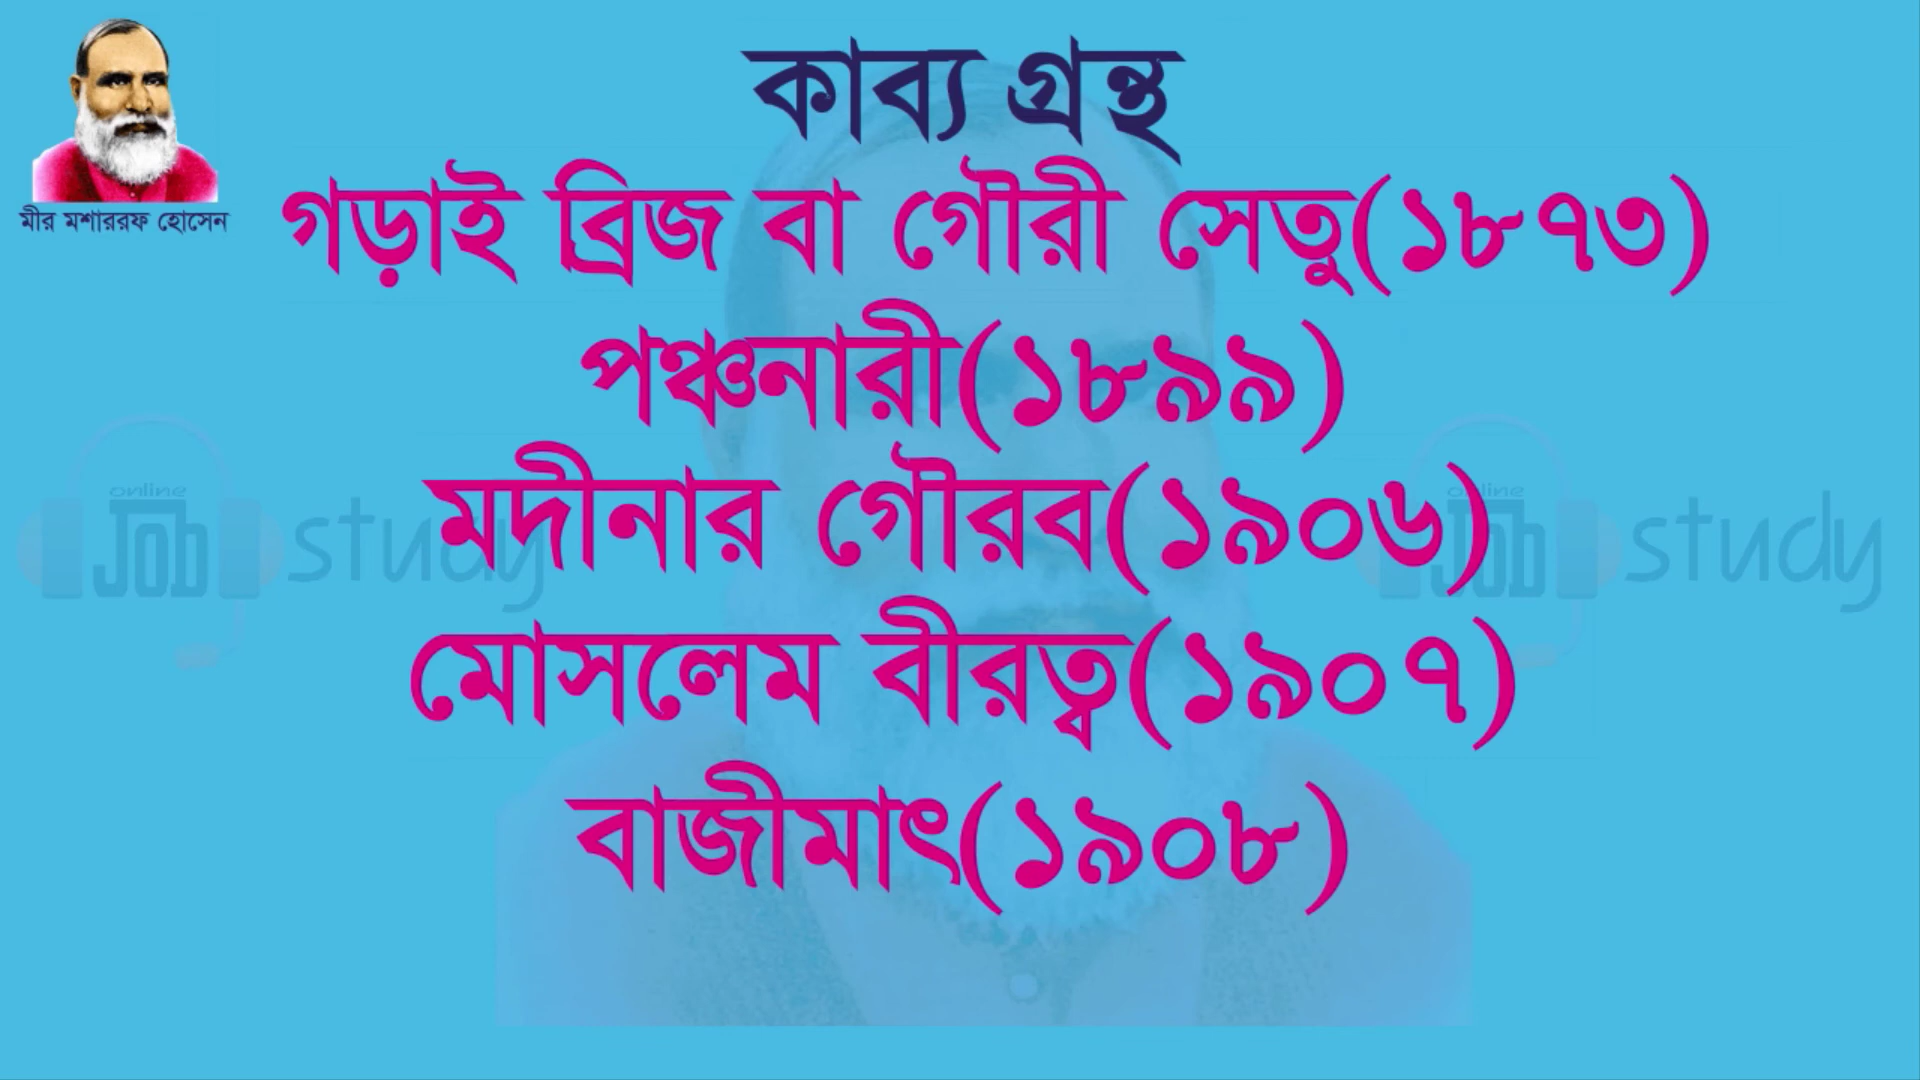 কাব্য গ্রন্থ
মীর মশাররফ হোসেন
গড়াই ব্রিজ বা গৌরী সেতু(১৮৭৩)
পঞ্চনারী(১৮৯৯)
মদীনার গৌরব(১৯০৬)
online Job study
online Job study
মোসলেম বীরত্ব(১৯০৭)
বাজীমাৎ(১৯০৮)